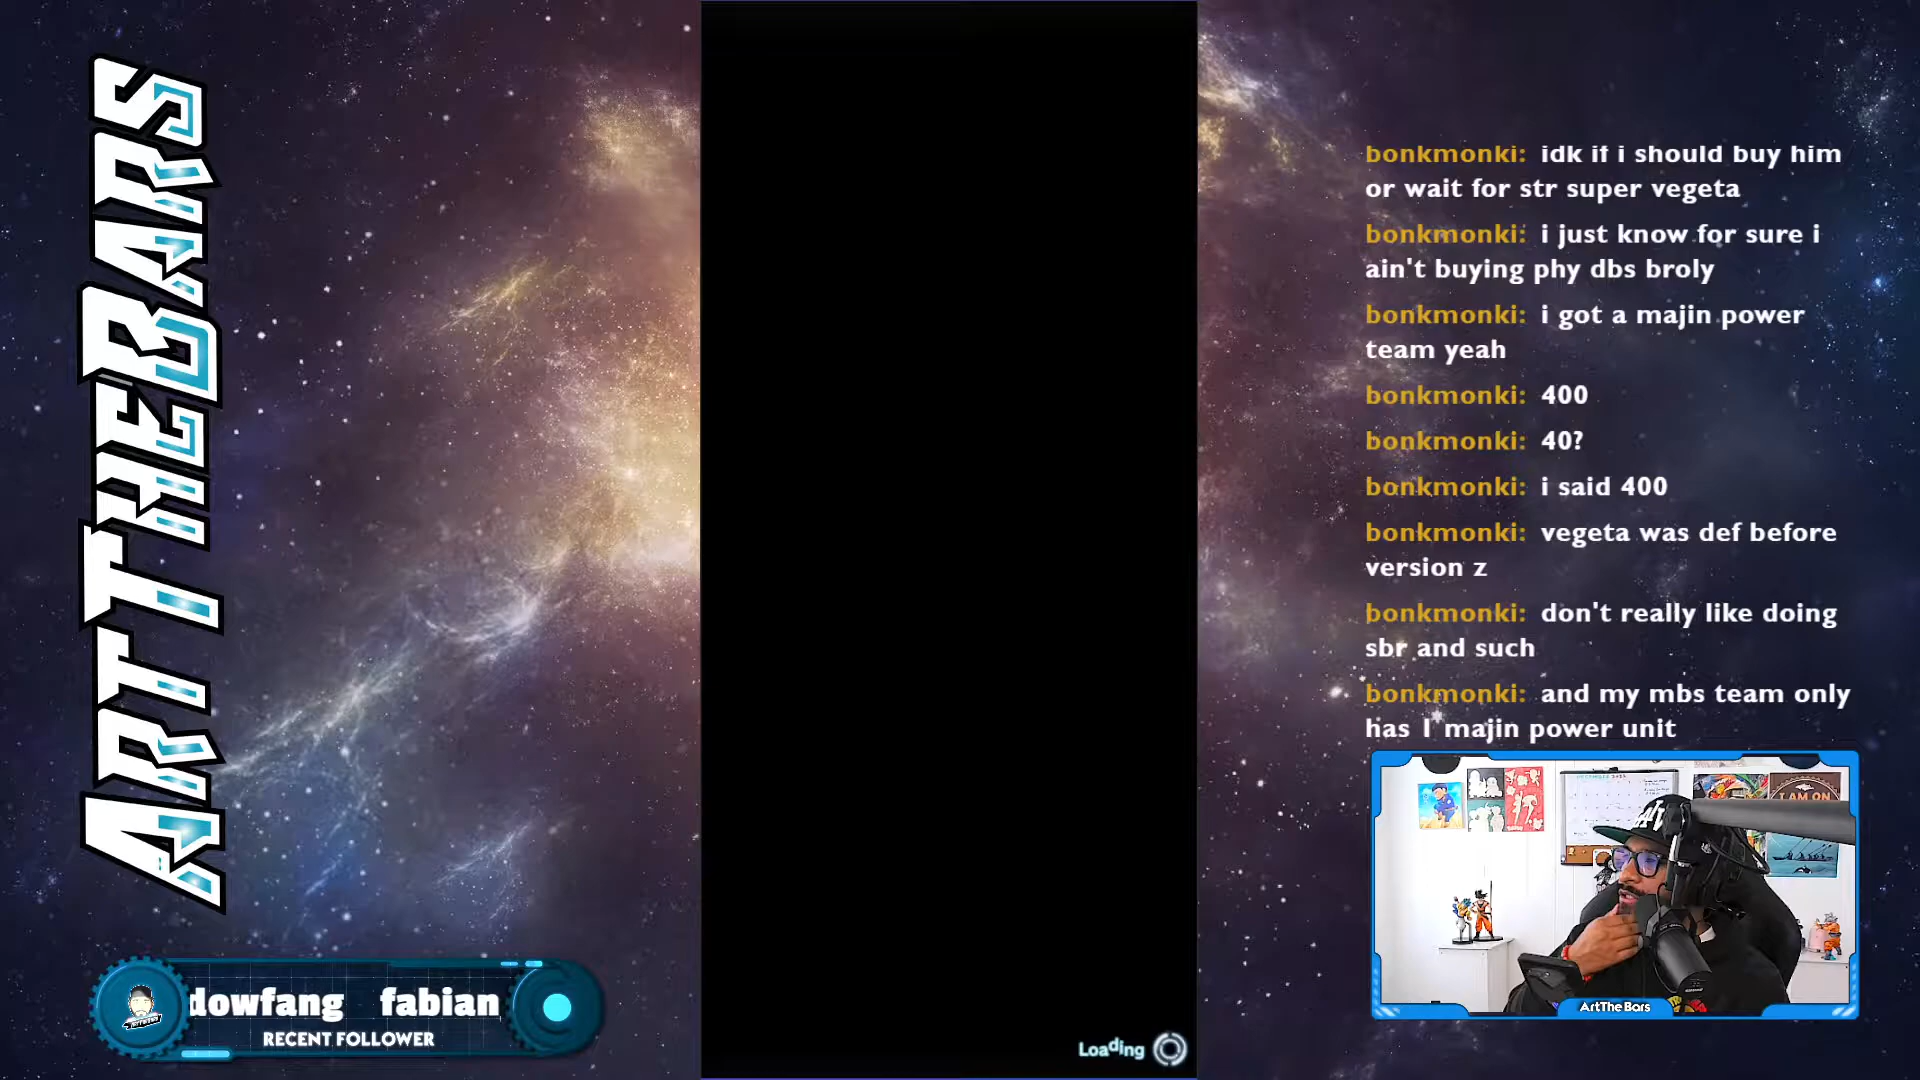 ARTTHEBARS
bonkmonki: idk if i should buy him
or wait for str super vegeta
bonkmonki: i just know for sure i
ain't buying phy dbs broly
bonkmonki: i got a majin power
team yeah
bonkmonki: 400
bonkmonki: 40?
bonkmonki: i said 400
bonkmonki: vegeta was def before
version z
bonkmonki: don't really like doing
sbr and such
bonkmonki: and my mbs team only
has 1 majin power unit
I AM ON
ArtTheBars
dowfang fabian
RECENT FOLLOWER
Loading